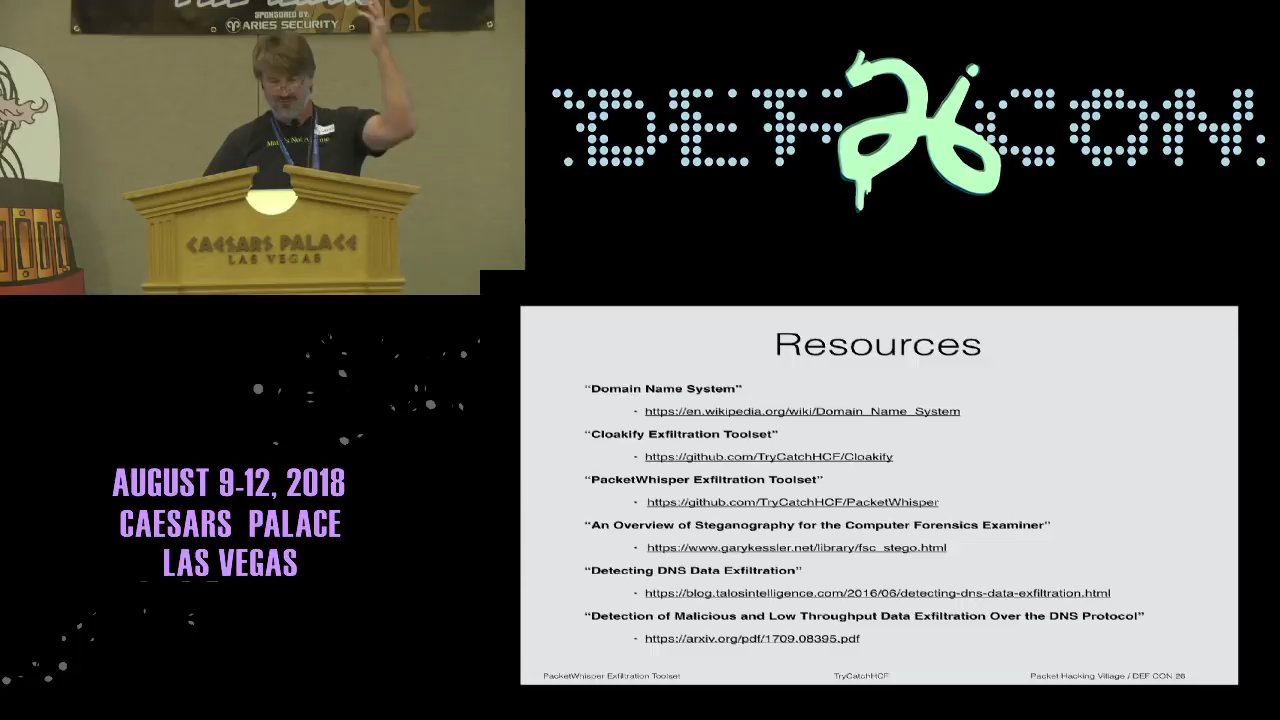 SPONSORED BY:
ARIES SECURITY
CAESARS PALACE
LAS VEGAS
DEF CON
26
AUGUST 9-12, 2018
CAESARS PALACE
LAS VEGAS
Resources
“Domain Name System”
- https://en.wikipedia.org/wiki/Domain_Name_System
“Cloakify Exfiltration Toolset”
- https://github.com/TryCatchHCF/Cloakify
“PacketWhisper Exfiltration Toolset”
- https://github.com/TryCatchHCF/PacketWhisper
“An Overview of Steganography for the Computer Forensics Examiner”
- https://www.garykessler.net/library/fsc_stego.html
“Detecting DNS Data Exfiltration”
- https://blog.talosintelligence.com/2016/06/detecting-dns-data-exfiltration.html
“Detection of Malicious and Low Throughput Data Exfiltration Over the DNS Protocol”
- https://arxiv.org/pdf/1709.08395.pdf
PacketWhisper Exfiltration Toolset TryCatchHCF Packet Hacking Village / DEF CON 26